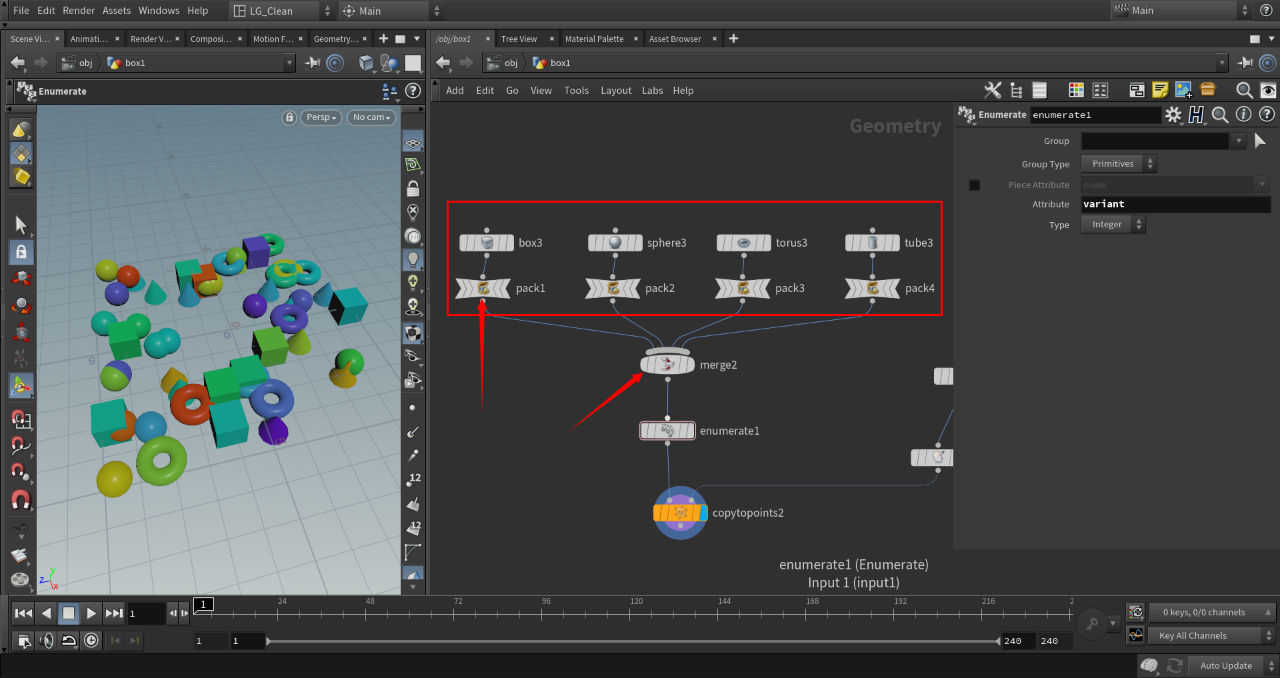 File Edit Render Assets Windows Help LG_Clean Main Main
Scene Vi... Animati... Render V... Composi... Motion F... Geometry... /obj/box1 Tree View Material Palette Asset Browser
obj box1 obj box1
Enumerate
Add Edit Go View Tools Layout Labs Help
Persp No cam
Geometry
Enumerate enumerate1
Group
Group Type Primitives
Piece Attribute name
Attribute variant
Type Integer
box3 sphere3 torus3 tube3
pack1 pack2 pack3 pack4
merge2
enumerate1
copytopoints2
12
12
enumerate1 (Enumerate)
Input 1 (input1)
z y x
1 1 24 48 72 96 120 144 168 192 216 2
0 keys, 0/0 channels
1 1 240 240
Key All Channels
Auto Update